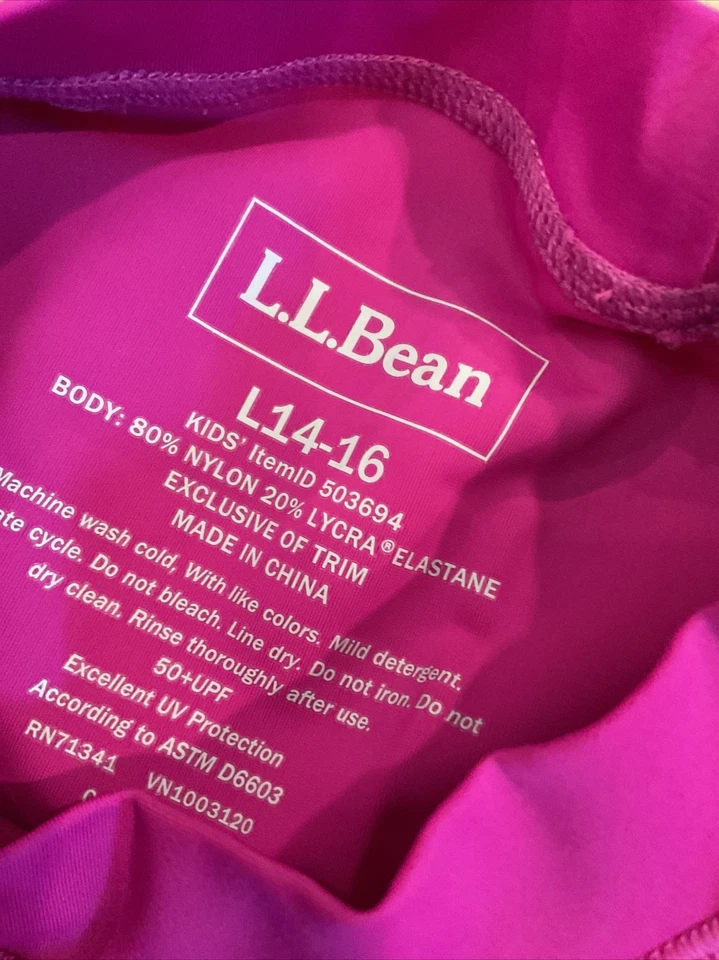 L.L.Bean
L14-16
KIDS' ItemID 503694
BODY: 80% NYLON 20% LYCRA® ELASTANE
EXCLUSIVE OF TRIM
MADE IN CHINA
Machine wash cold, With like colors. Mild detergent.
cycle. Do not bleach. Line dry. Do not iron. Do not
dry clean. Rinse thoroughly after use.
50+UPF
Excellent UV Protection
According to ASTM D6603
RN71341 VN1003120